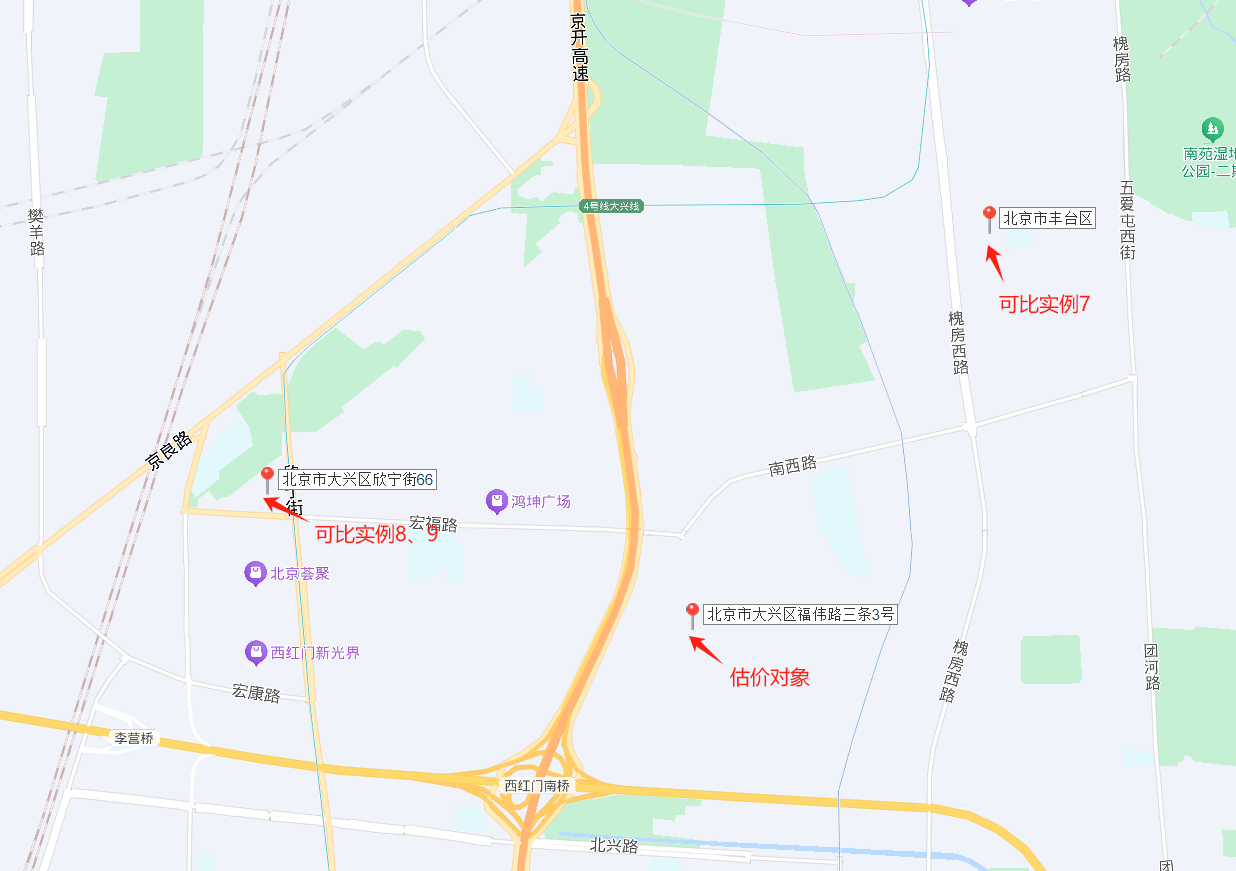 京开高速
槐房路
南苑湿地
公园-二期
五爱屯西街
4号线大兴线
樊羊路
北京市丰台区
可比实例7
槐房西路
京良路
南西路
北京市大兴区欣宁街66
街
鸿坤广场
宏福路
可比实例8、9
北京荟聚
北京市大兴区福伟路三条3号
西红门新光界
估价对象
槐房西路
团河路
宏康路
李营桥
西红门南桥
北兴路
团